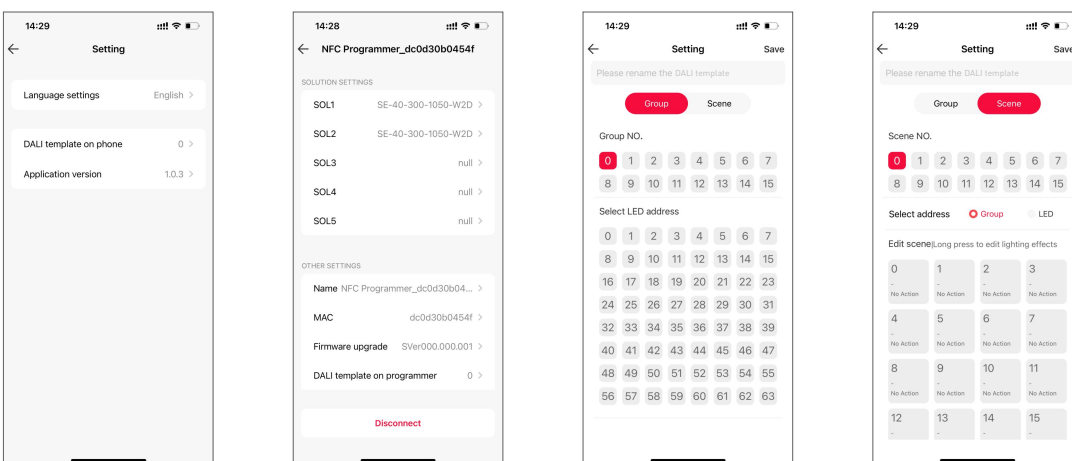 14:29
Setting
Language settings English >
DALI template on phone 0 >
Application version 1.0.3 >
14:28
NFC Programmer_dc0d30b0454f
SOLUTION SETTINGS
SOL1 SE-40-300-1050-W2D >
SOL2 SE-40-300-1050-W2D >
SOL3 null >
SOL4 null >
SOL5 null >
OTHER SETTINGS
Name NFC Programmer_dc0d30b04... >
MAC dc0d30b0454f >
Firmware upgrade SVer000.000.001 >
DALI template on programmer 0 >
Disconnect
14:29
Setting Save
Please rename the DALI template
Group Scene
Group NO.
0 1 2 3 4 5 6 7
8 9 10 11 12 13 14 15
Select LED address
0 1 2 3 4 5 6 7
8 9 10 11 12 13 14 15
16 17 18 19 20 21 22 23
24 25 26 27 28 29 30 31
32 33 34 35 36 37 38 39
40 41 42 43 44 45 46 47
48 49 50 51 52 53 54 55
56 57 58 59 60 61 62 63
14:29
Setting Save
Please rename the DALI template
Group Scene
Scene NO.
0 1 2 3 4 5 6 7
8 9 10 11 12 13 14 15
Select address Group LED
Edit scene|Long press to edit lighting effects
0 1 2 3
- - - -
No Action No Action No Action No Action
4 5 6 7
- - - -
No Action No Action No Action No Action
8 9 10 11
- - - -
No Action No Action No Action No Action
12 13 14 15
- - - -